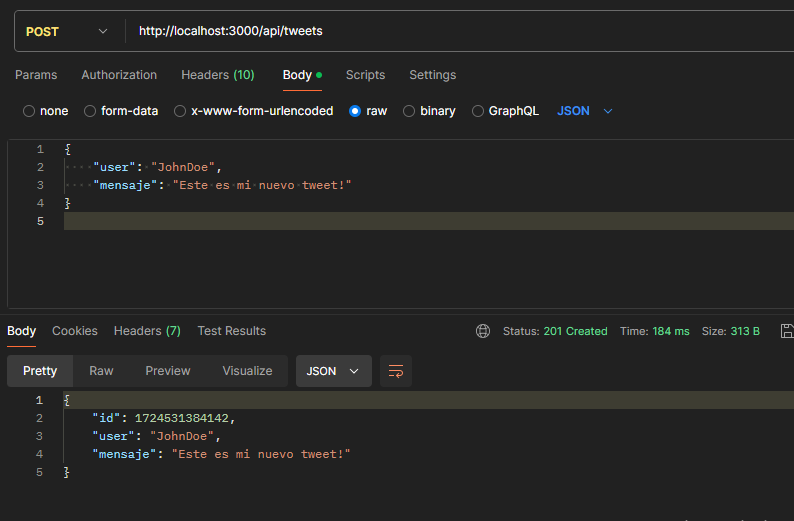 POST http://localhost:3000/api/tweets
Params Authorization Headers (10) Body Scripts Settings
none form-data x-www-form-urlencoded raw binary GraphQL JSON
1 {
2 "user": "JohnDoe",
3 "mensaje": "Este es mi nuevo tweet!"
4 }
5
Body Cookies Headers (7) Test Results Status: 201 Created Time: 184 ms Size: 313 B
Pretty Raw Preview Visualize JSON
1 {
2 "id": 1724531384142,
3 "user": "JohnDoe",
4 "mensaje": "Este es mi nuevo tweet!"
5 }